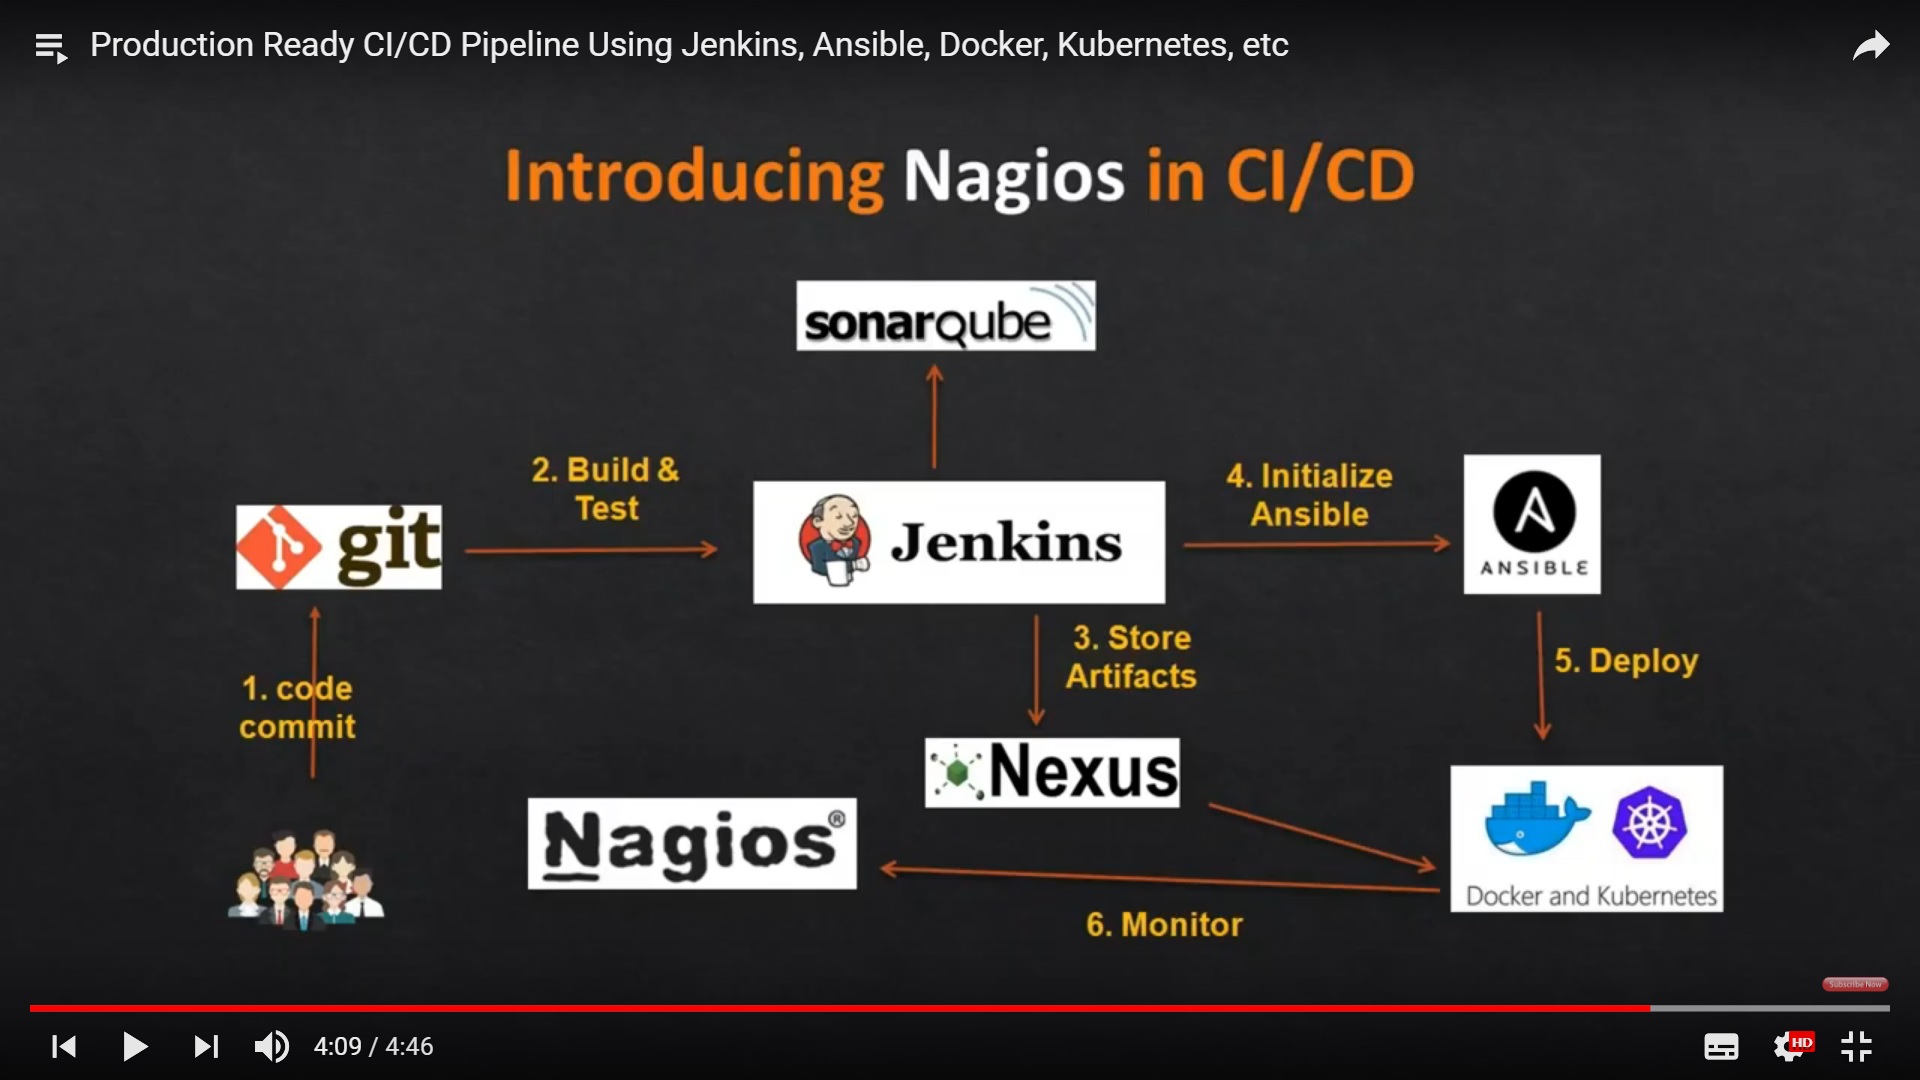 Production Ready CI/CD Pipeline Using Jenkins, Ansible, Docker, Kubernetes, etc
Introducing Nagios in CI/CD
sonarqube
2. Build &
Test
4. Initialize
Ansible
git
Jenkins
ANSIBLE
3. Store
Artifacts
5. Deploy
1. code
commit
Nexus
Nagios®
Docker and Kubernetes
6. Monitor
Subscribe Now
4:09 / 4:46
HD